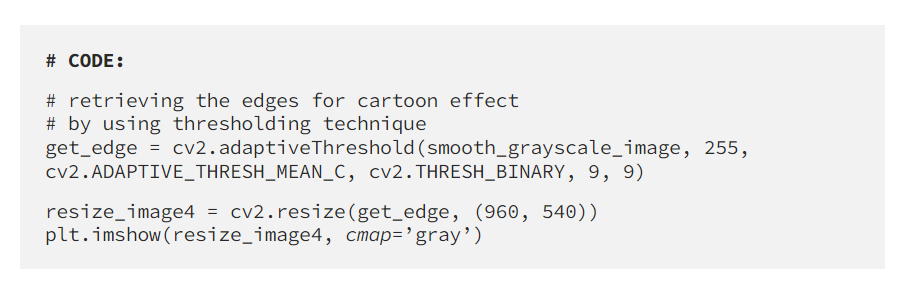 # CODE:
# retrieving the edges for cartoon effect
# by using thresholding technique
get_edge = cv2.adaptiveThreshold(smooth_grayscale_image, 255,
cv2.ADAPTIVE_THRESH_MEAN_C, cv2.THRESH_BINARY, 9, 9)
resize_image4 = cv2.resize(get_edge, (960, 540))
plt.imshow(resize_image4, cmap=’gray’)